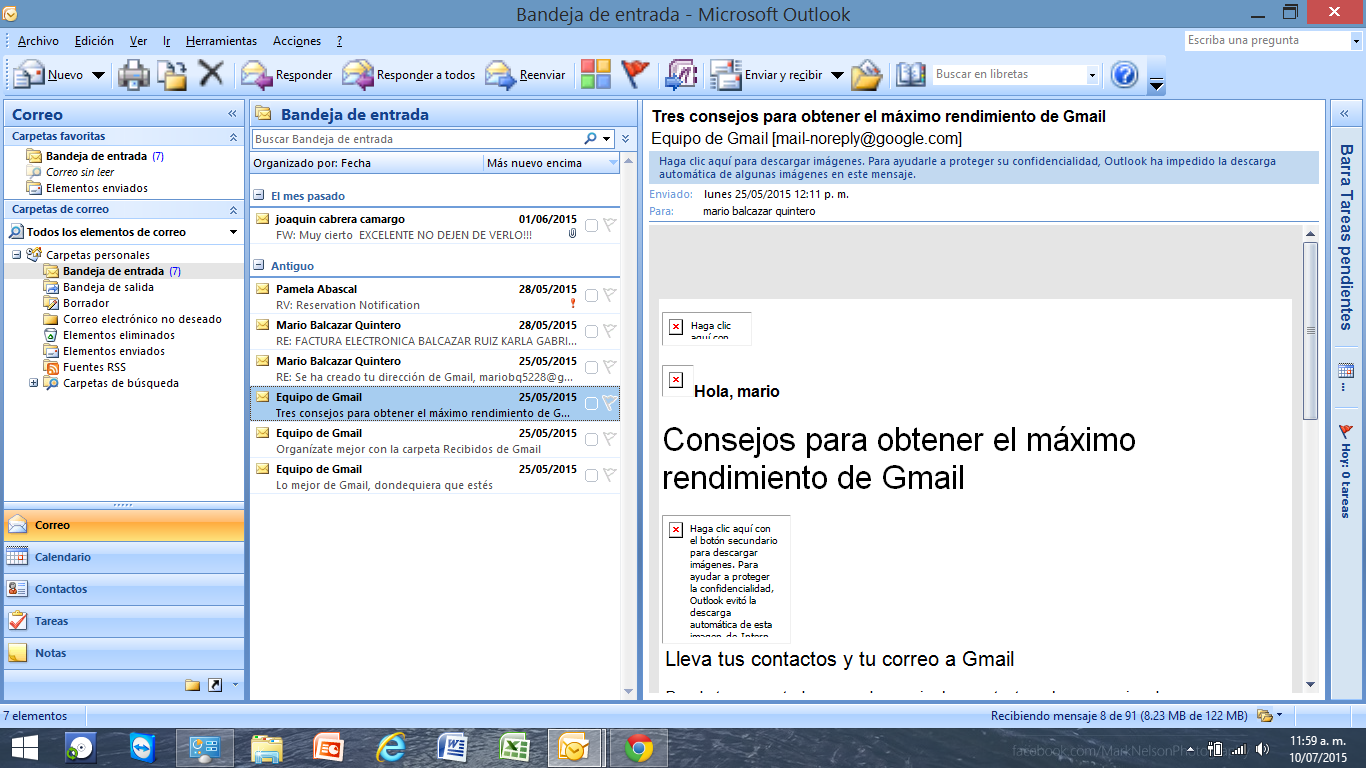 Bandeja de entrada - Microsoft Outlook
Archivo Edición Ver Ir Herramientas Acciones ?
Escriba una pregunta
Nuevo Responder Responder a todos Reenviar Enviar y recibir Buscar en libretas
Correo
Carpetas favoritas
Bandeja de entrada (7)
Correo sin leer
Elementos enviados
Carpetas de correo
Todos los elementos de correo
Carpetas personales
Bandeja de entrada (7)
Bandeja de salida
Borrador
Correo electrónico no deseado
Elementos eliminados
Elementos enviados
Fuentes RSS
Carpetas de búsqueda
Correo
Calendario
Contactos
Tareas
Notas
Bandeja de entrada
Buscar Bandeja de entrada
Organizado por: Fecha Más nuevo encima
El mes pasado
joaquin cabrera camargo 01/06/2015
FW: Muy cierto EXCELENTE NO DEJEN DE VERLO!!!
Antiguo
Pamela Abascal 28/05/2015
RV: Reservation Notification
Mario Balcazar Quintero 28/05/2015
RE: FACTURA ELECTRONICA BALCAZAR RUIZ KARLA GABRI...
Mario Balcazar Quintero 25/05/2015
RE: Se ha creado tu dirección de Gmail, mariobq5228@g...
Equipo de Gmail 25/05/2015
Tres consejos para obtener el máximo rendimiento de G...
Equipo de Gmail 25/05/2015
Organízate mejor con la carpeta Recibidos de Gmail
Equipo de Gmail 25/05/2015
Lo mejor de Gmail, dondequiera que estés
Tres consejos para obtener el máximo rendimiento de Gmail
Equipo de Gmail [mail-noreply@google.com]
Haga clic aquí para descargar imágenes. Para ayudarle a proteger su confidencialidad, Outlook ha impedido la descarga
automática de algunas imágenes en este mensaje.
Enviado: lunes 25/05/2015 12:11 p. m.
Para: mario balcazar quintero
Haga clic
aquí con
Hola, mario
Consejos para obtener el máximo
rendimiento de Gmail
Haga clic aquí con
el botón secundario
para descargar
imágenes. Para
ayudar a proteger
la confidencialidad,
Outlook evitó la
descarga
automática de esta
imagen de Intern
Lleva tus contactos y tu correo a Gmail
Barra Tareas pendientes
...
Hoy: 0 tareas
7 elementos
Recibiendo mensaje 8 de 91 (8.23 MB de 122 MB)
11:59 a. m.
10/07/2015